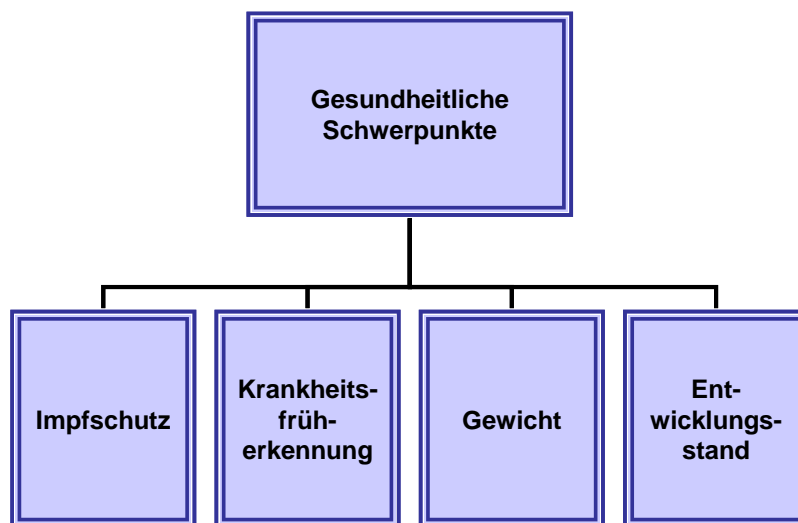 Gesundheitliche
Schwerpunkte
Impfschutz
Krankheits-
früh-
erkennung
Gewicht
Ent-
wicklungs-
stand